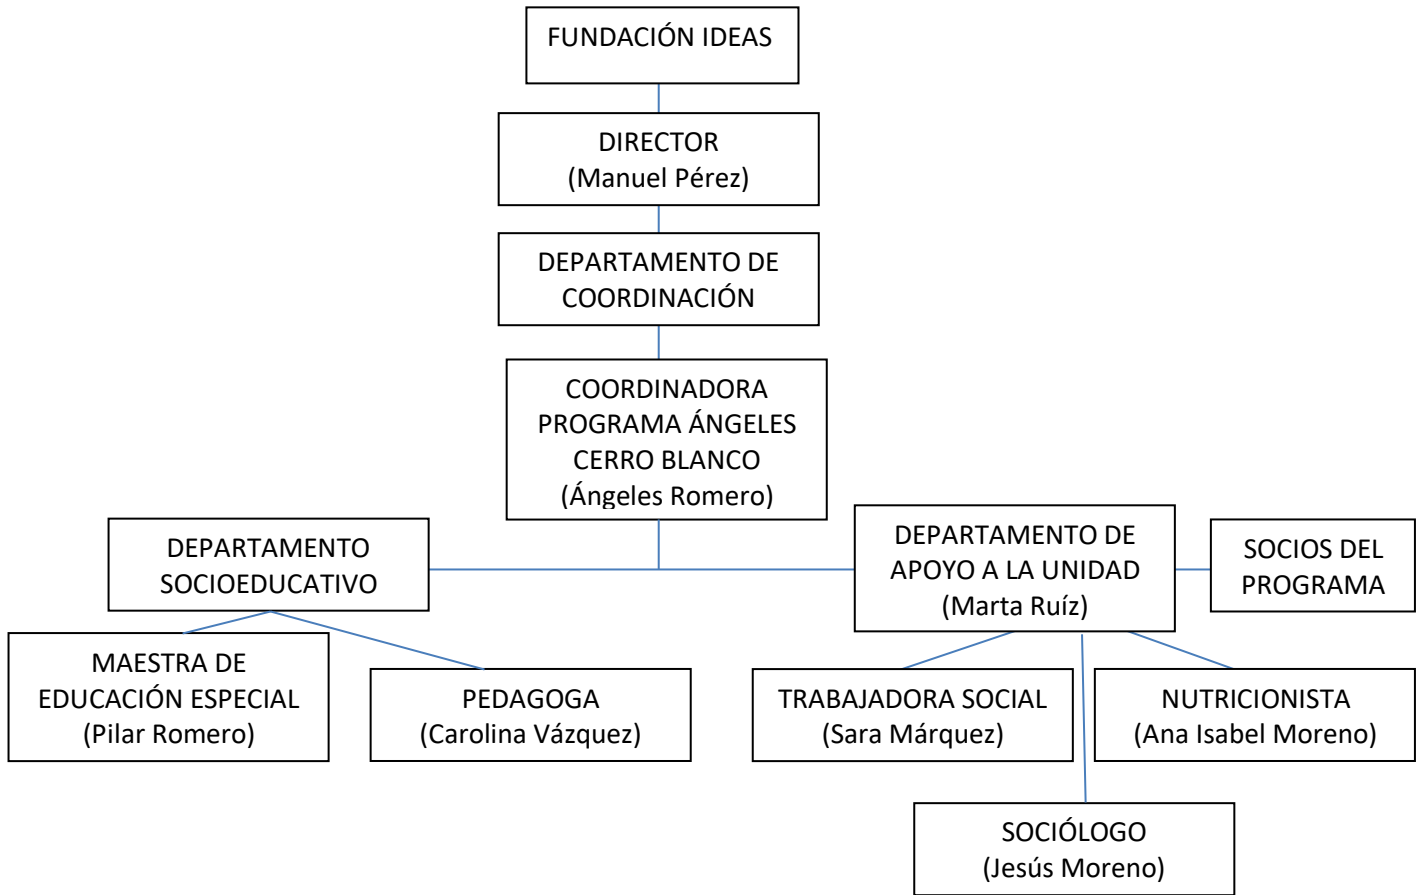 FUNDACIÓN IDEAS
DIRECTOR
(Manuel Pérez)
DEPARTAMENTO DE
COORDINACIÓN
COORDINADORA
PROGRAMA ÁNGELES
CERRO BLANCO
(Ángeles Romero)
DEPARTAMENTO
SOCIOEDUCATIVO
DEPARTAMENTO DE
APOYO A LA UNIDAD
(Marta Ruíz)
SOCIOS DEL
PROGRAMA
MAESTRA DE
EDUCACIÓN ESPECIAL
(Pilar Romero)
PEDAGOGA
(Carolina Vázquez)
TRABAJADORA SOCIAL
(Sara Márquez)
NUTRICIONISTA
(Ana Isabel Moreno)
SOCIÓLOGO
(Jesús Moreno)